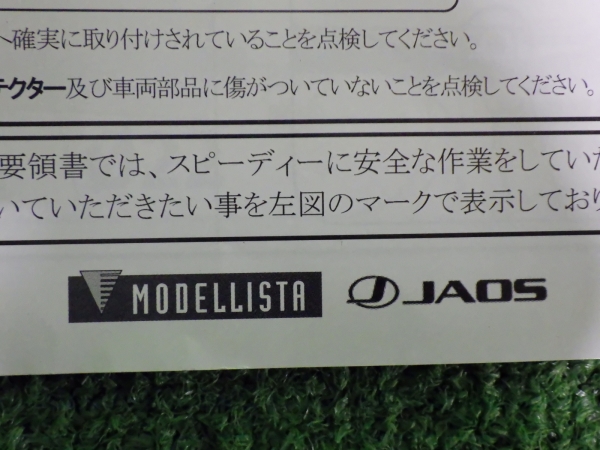 へ確実に取り付けされていることを点検してください。
テクター及び車両部品に傷がついていないことを点検してください。
要領書では、スピーディーに安全な作業をしていた
いていただきたい事を左図のマークで表示しており
MODELLISTA JAOS